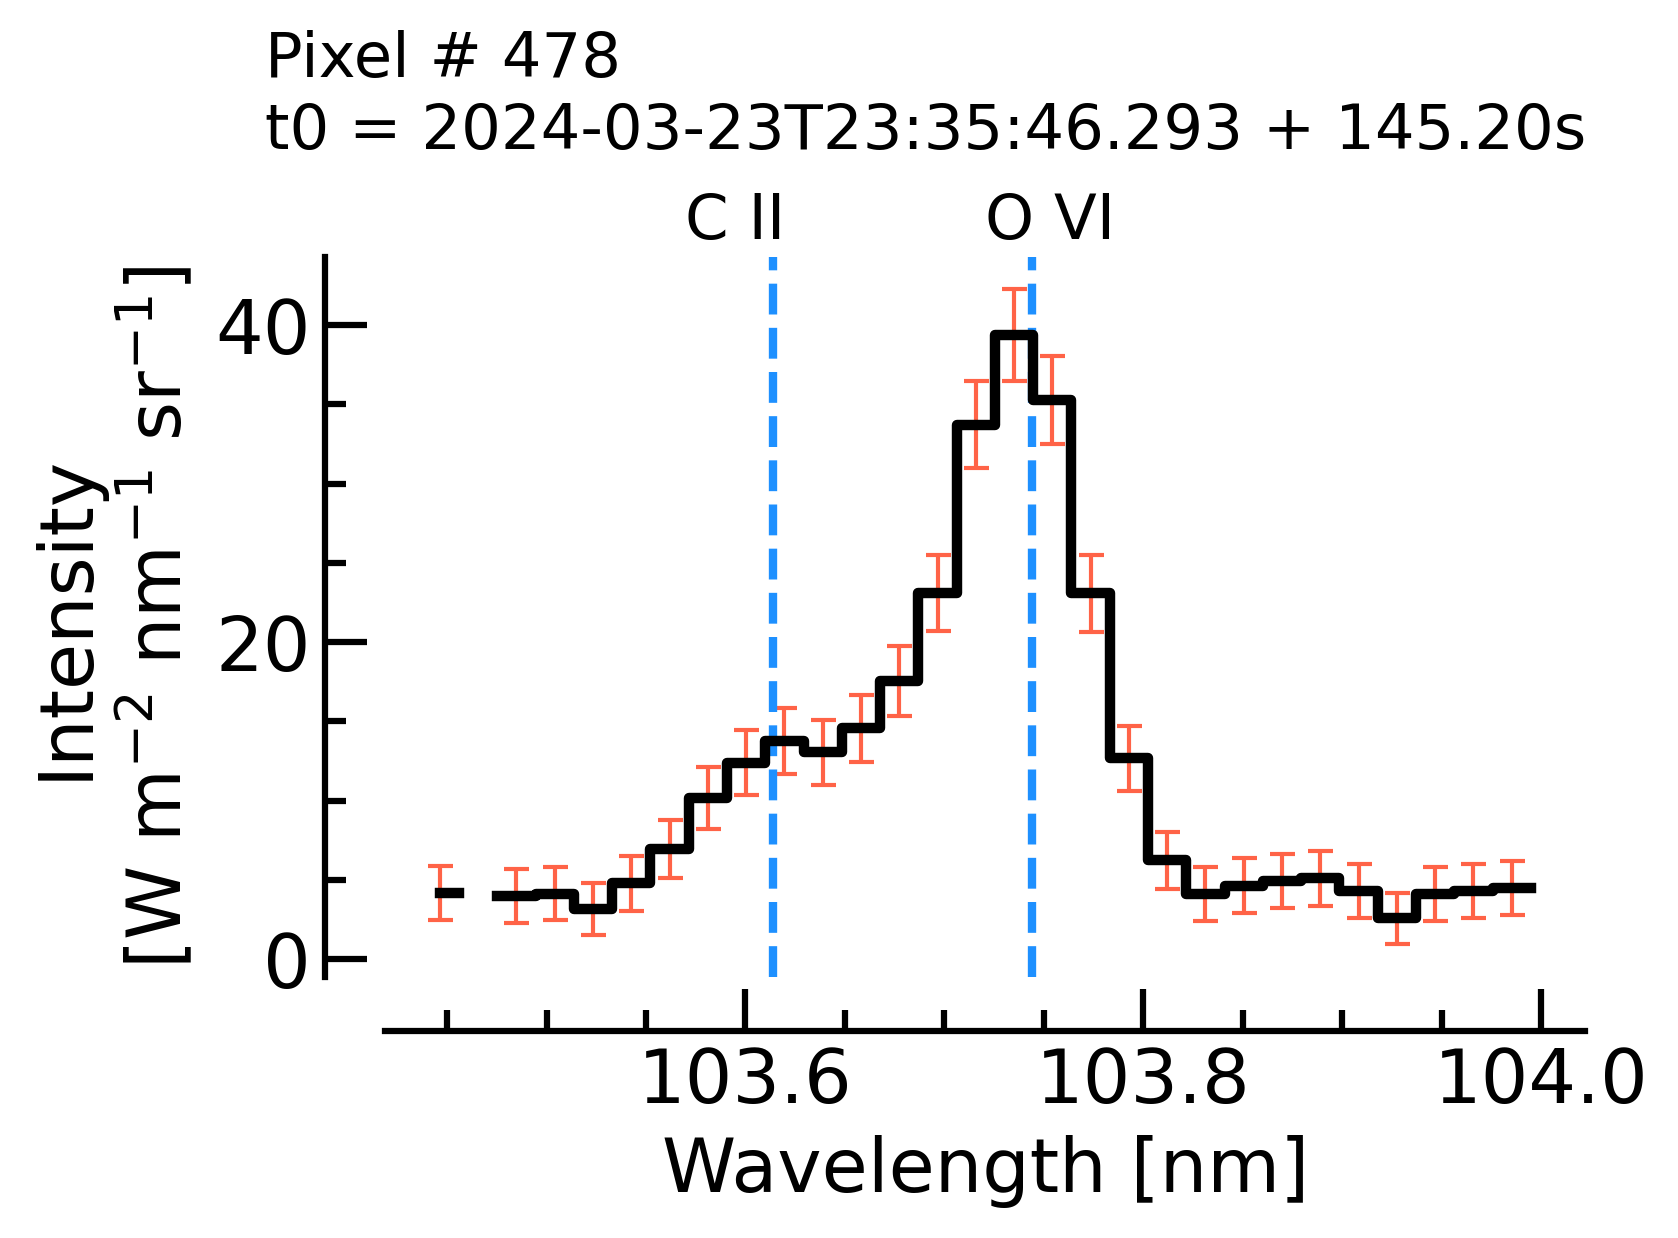 Pixel # 478
t0 = 2024-03-23T23:35:46.293 + 145.20s
C II O VI
Intensity
[W m⁻² nm⁻¹ sr⁻¹]
40
20
0
103.6 103.8 104.0
Wavelength [nm]